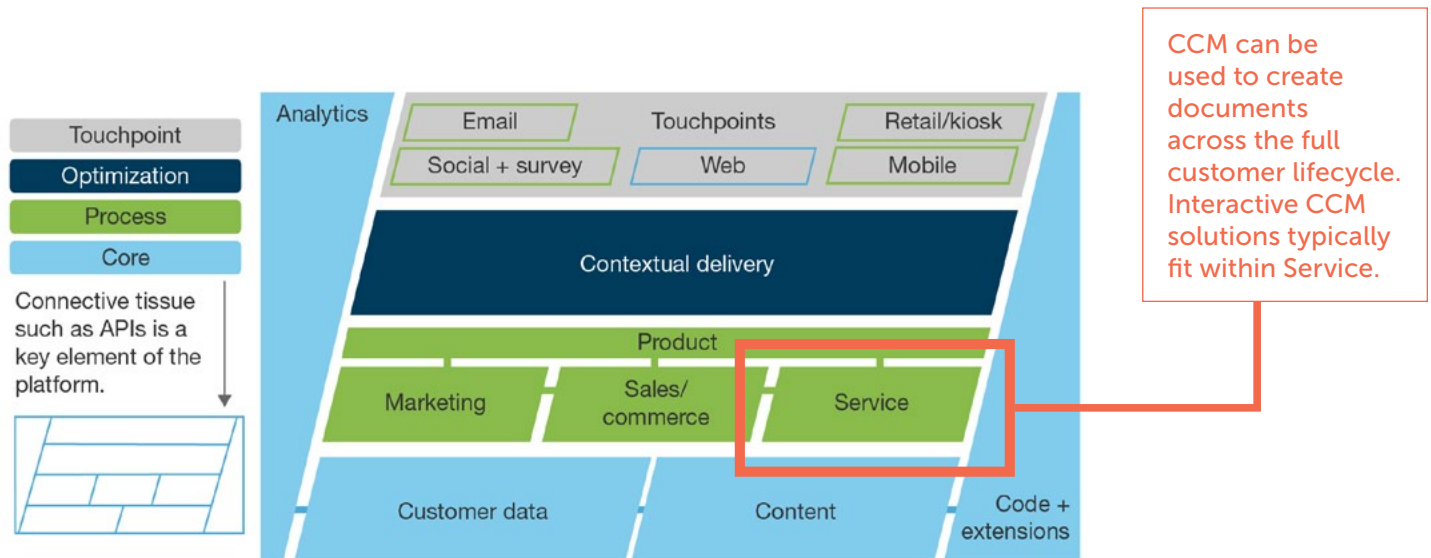 CCM can be
used to create
documents
across the full
customer lifecycle.
Interactive CCM
solutions typically
fit within Service.
Touchpoint
Optimization
Process
Core
Connective tissue
such as APIs is a
key element of the
platform.
Analytics
Email
Touchpoints
Retail/kiosk
Social + survey
Web
Mobile
Contextual delivery
Product
Marketing
Sales/
commerce
Service
Customer data
Content
Code +
extensions